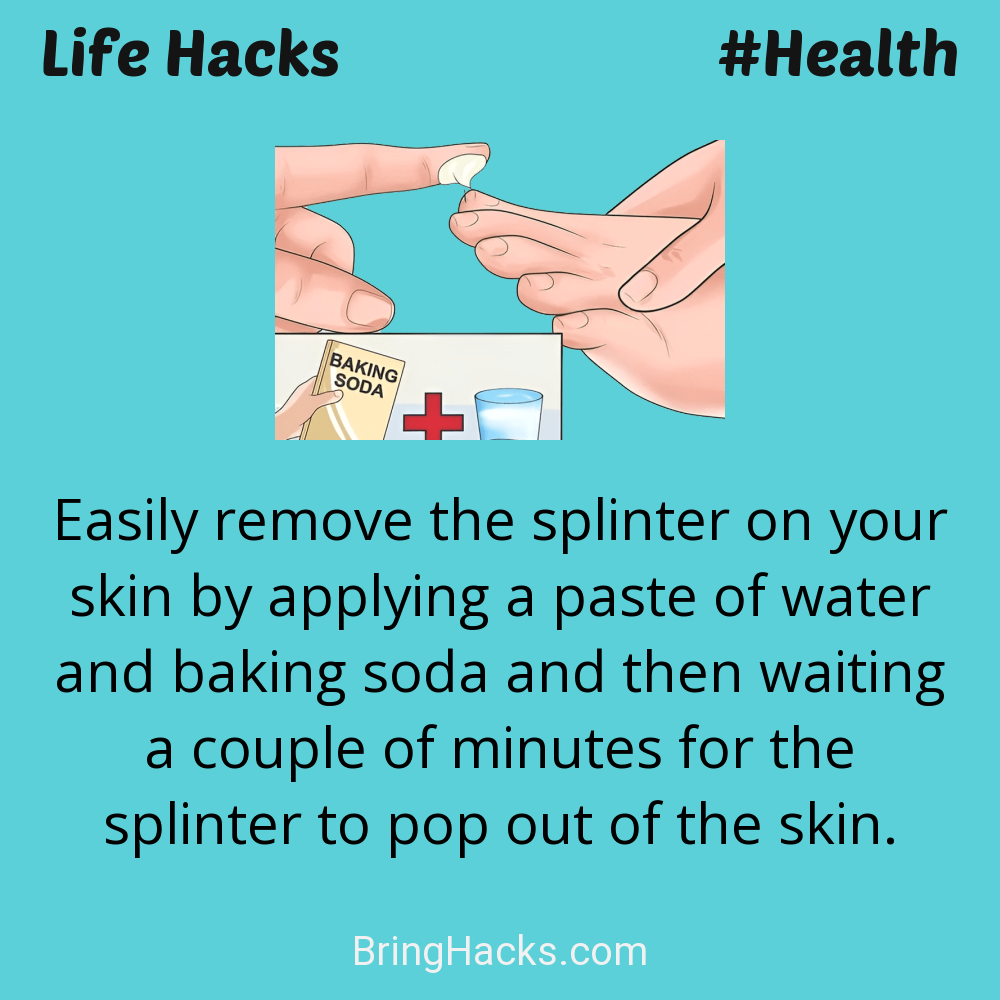 Life Hacks #Health
BAKING
SODA
Easily remove the splinter on your
skin by applying a paste of water
and baking soda and then waiting
a couple of minutes for the
splinter to pop out of the skin.
BringHacks.com